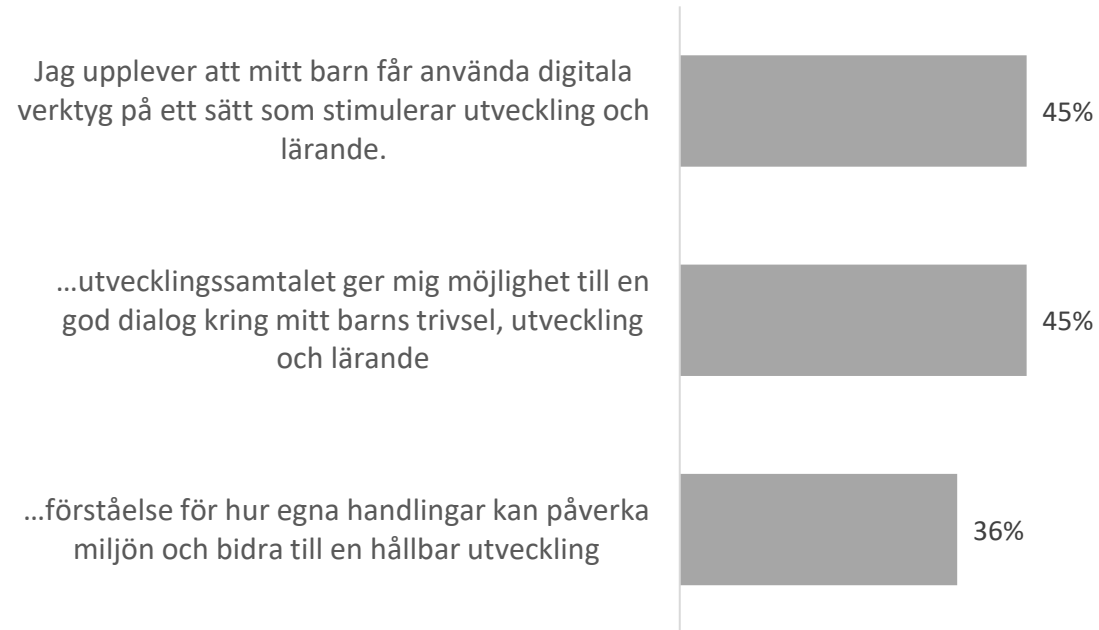 Jag upplever att mitt barn får använda digitala
verktyg på ett sätt som stimulerar utveckling och
lärande.
45%
...utvecklingssamtalet ger mig möjlighet till en
god dialog kring mitt barns trivsel, utveckling
och lärande
45%
...förståelse för hur egna handlingar kan påverka
miljön och bidra till en hållbar utveckling
36%